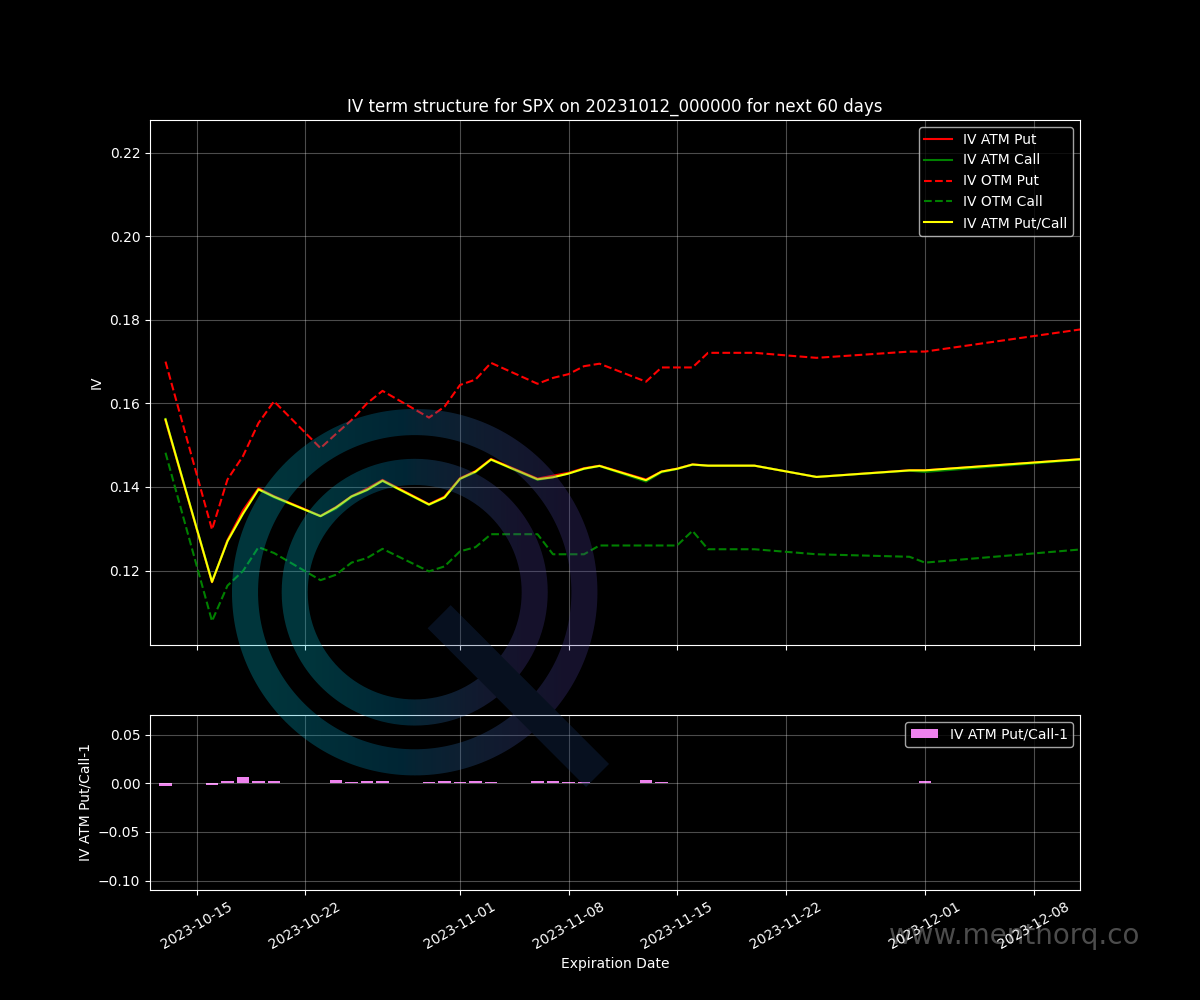 IV term structure for SPX on 20231012_000000 for next 60 days
IV
0.22
0.20
0.18
0.16
0.14
0.12
IV ATM Put
IV ATM Call
IV OTM Put
IV OTM Call
IV ATM Put/Call
IV ATM Put/Call-1
0.05
0.00
−0.05
−0.10
IV ATM Put/Call-1
2023-10-15
2023-10-22
2023-11-01
2023-11-08
2023-11-15
2023-11-22
2023-12-01
2023-12-08
www.menthorq.co
Expiration Date